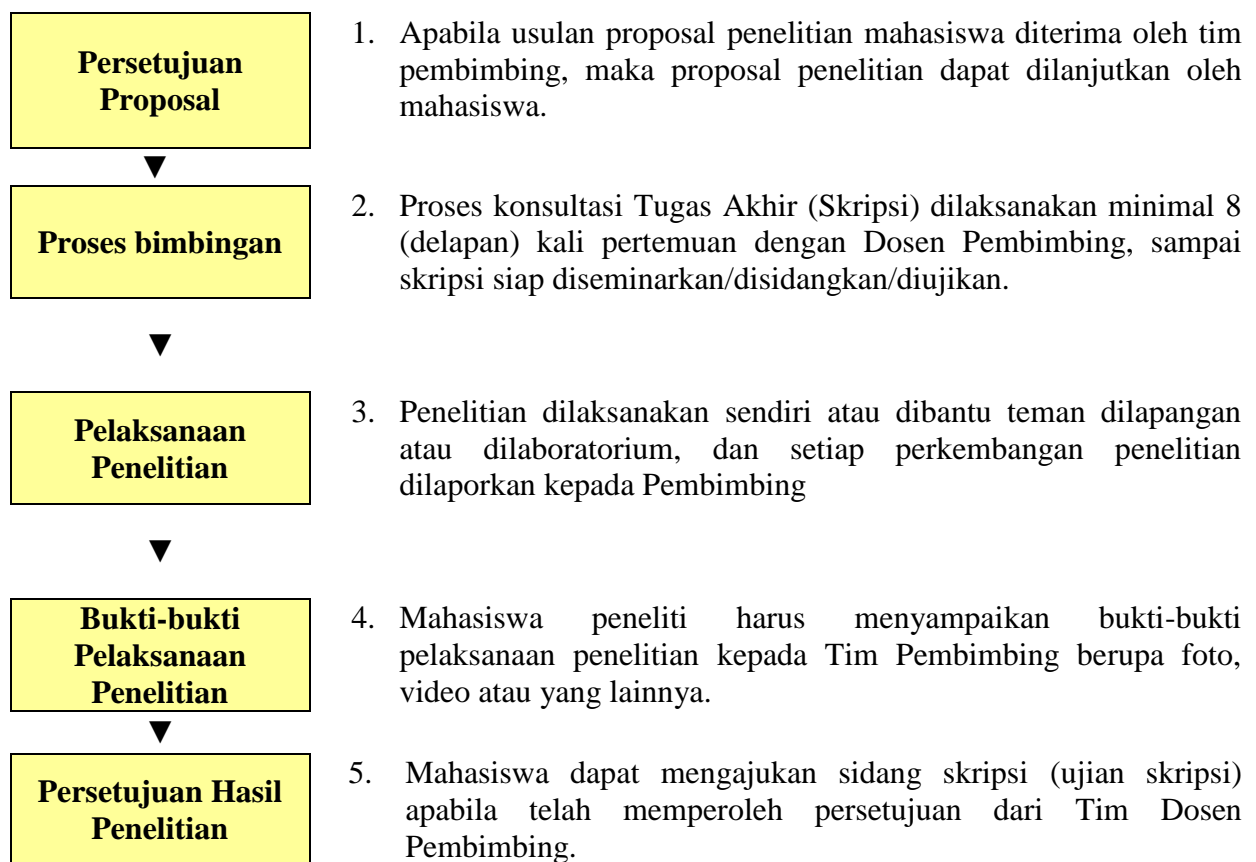 Persetujuan
Proposal
1. Apabila usulan proposal penelitian mahasiswa diterima oleh tim
pembimbing, maka proposal penelitian dapat dilanjutkan oleh
mahasiswa.
Proses bimbingan
2. Proses konsultasi Tugas Akhir (Skripsi) dilaksanakan minimal 8
(delapan) kali pertemuan dengan Dosen Pembimbing, sampai
skripsi siap diseminarkan/disidangkan/diujikan.
Pelaksanaan
Penelitian
3. Penelitian dilaksanakan sendiri atau dibantu teman dilapangan
atau dilaboratorium, dan setiap perkembangan penelitian
dilaporkan kepada Pembimbing
Bukti-bukti
Pelaksanaan
Penelitian
4. Mahasiswa peneliti harus menyampaikan bukti-bukti
pelaksanaan penelitian kepada Tim Pembimbing berupa foto,
video atau yang lainnya.
Persetujuan Hasil
Penelitian
5. Mahasiswa dapat mengajukan sidang skripsi (ujian skripsi)
apabila telah memperoleh persetujuan dari Tim Dosen
Pembimbing.